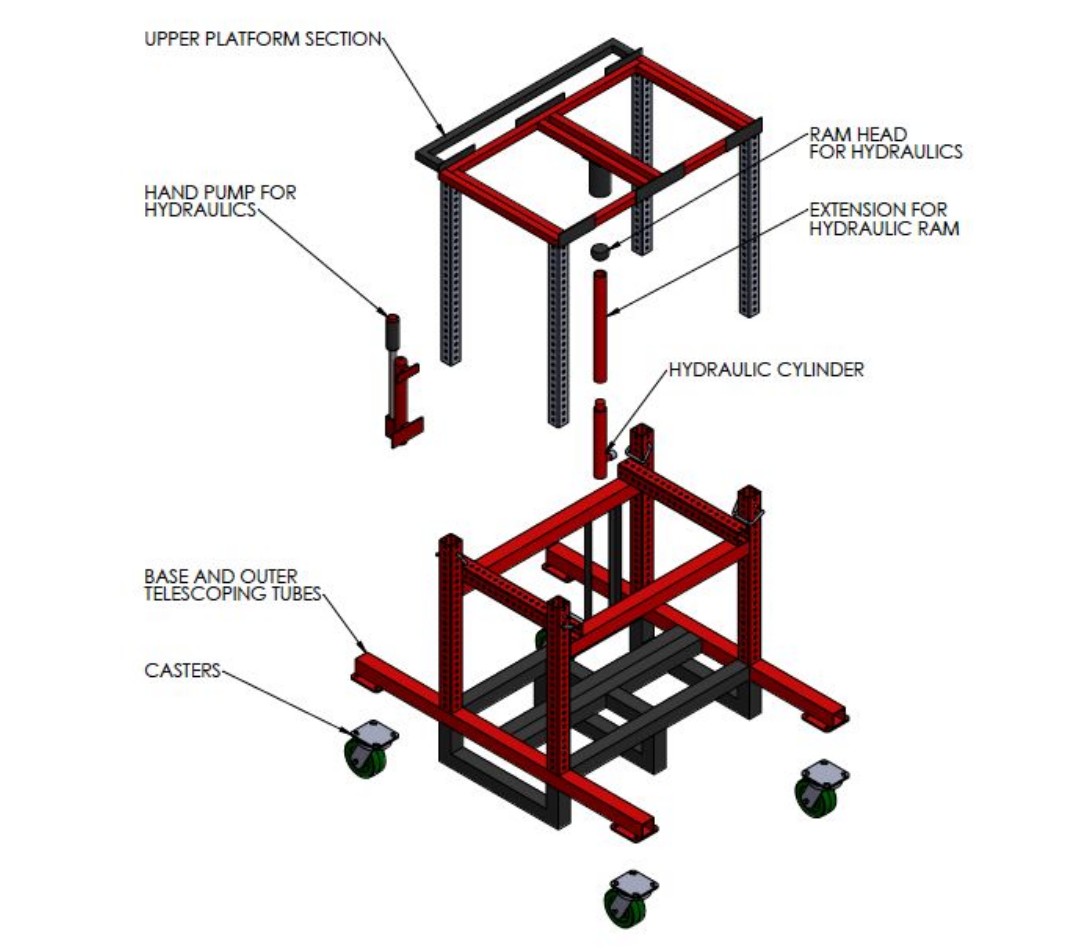 UPPER PLATFORM SECTION
RAM HEAD
FOR HYDRAULICS
HAND PUMP FOR
HYDRAULICS
EXTENSION FOR
HYDRAULIC RAM
HYDRAULIC CYLINDER
BASE AND OUTER
TELESCOPING TUBES
CASTERS